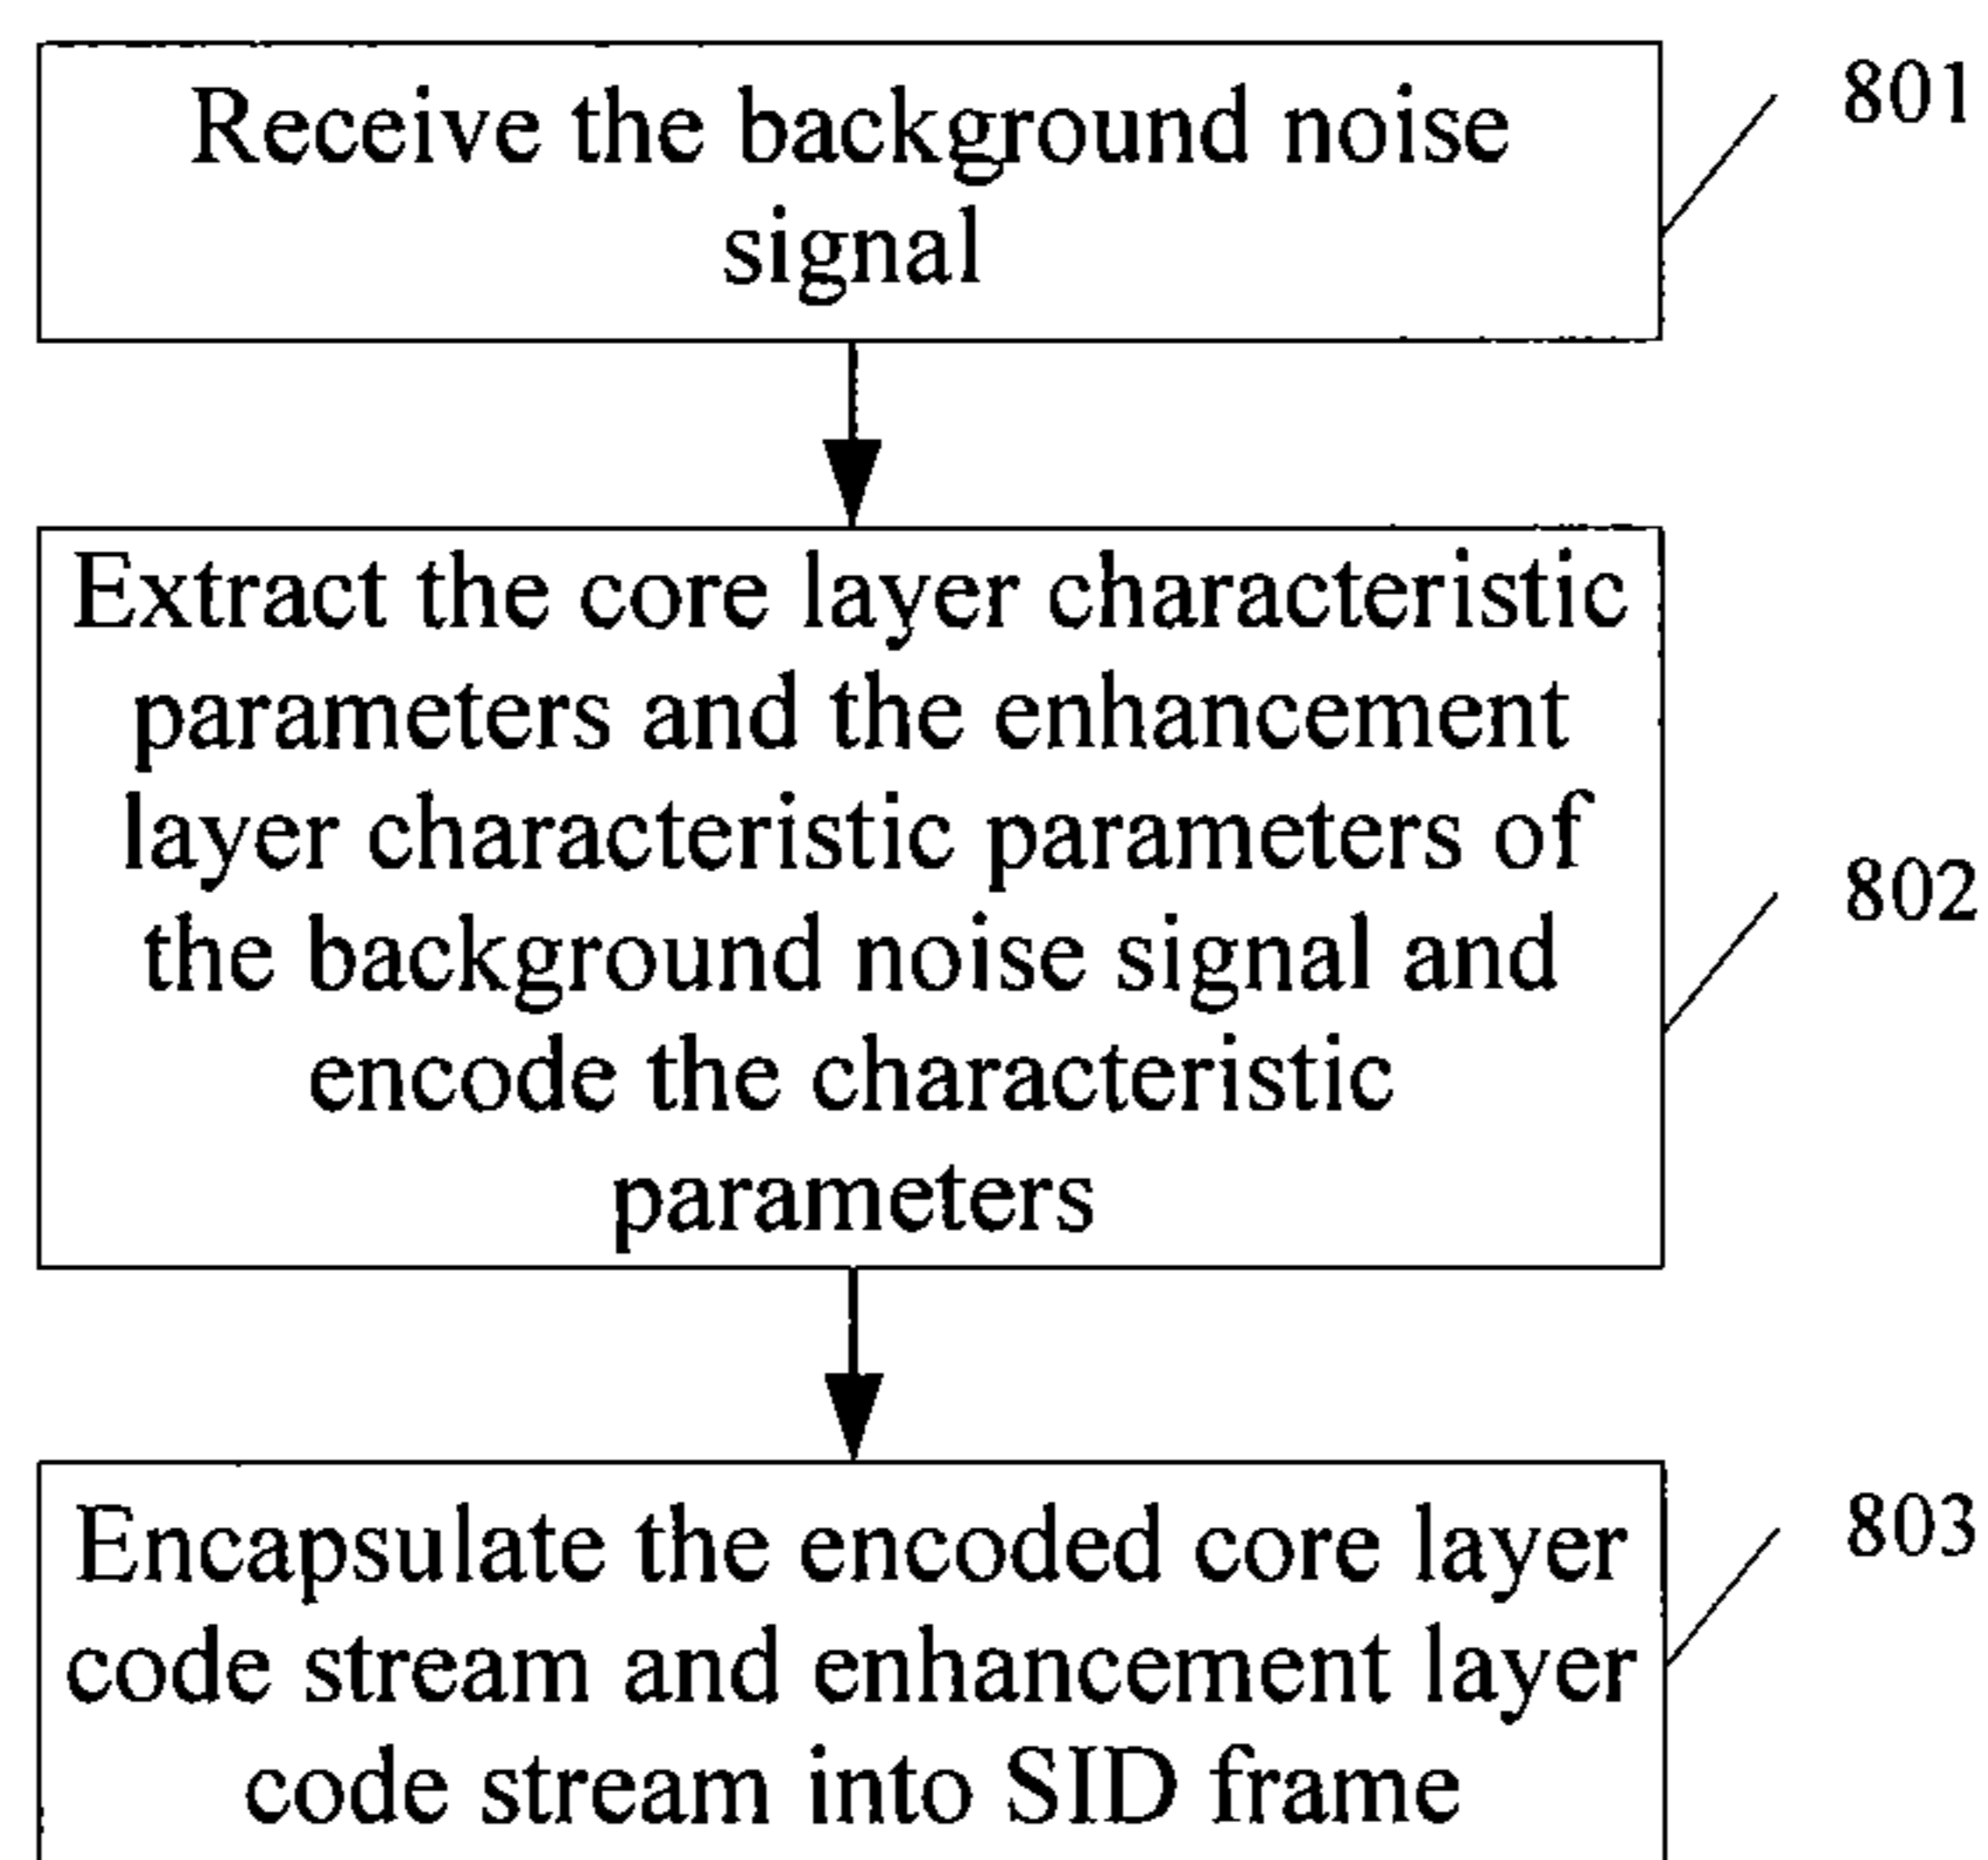 Receive the background noise
signal
801
Extract the core layer characteristic
parameters and the enhancement
layer characteristic parameters of
the background noise signal and
encode the characteristic
parameters
802
Encapsulate the encoded core layer
code stream and enhancement layer
code stream into SID frame
803